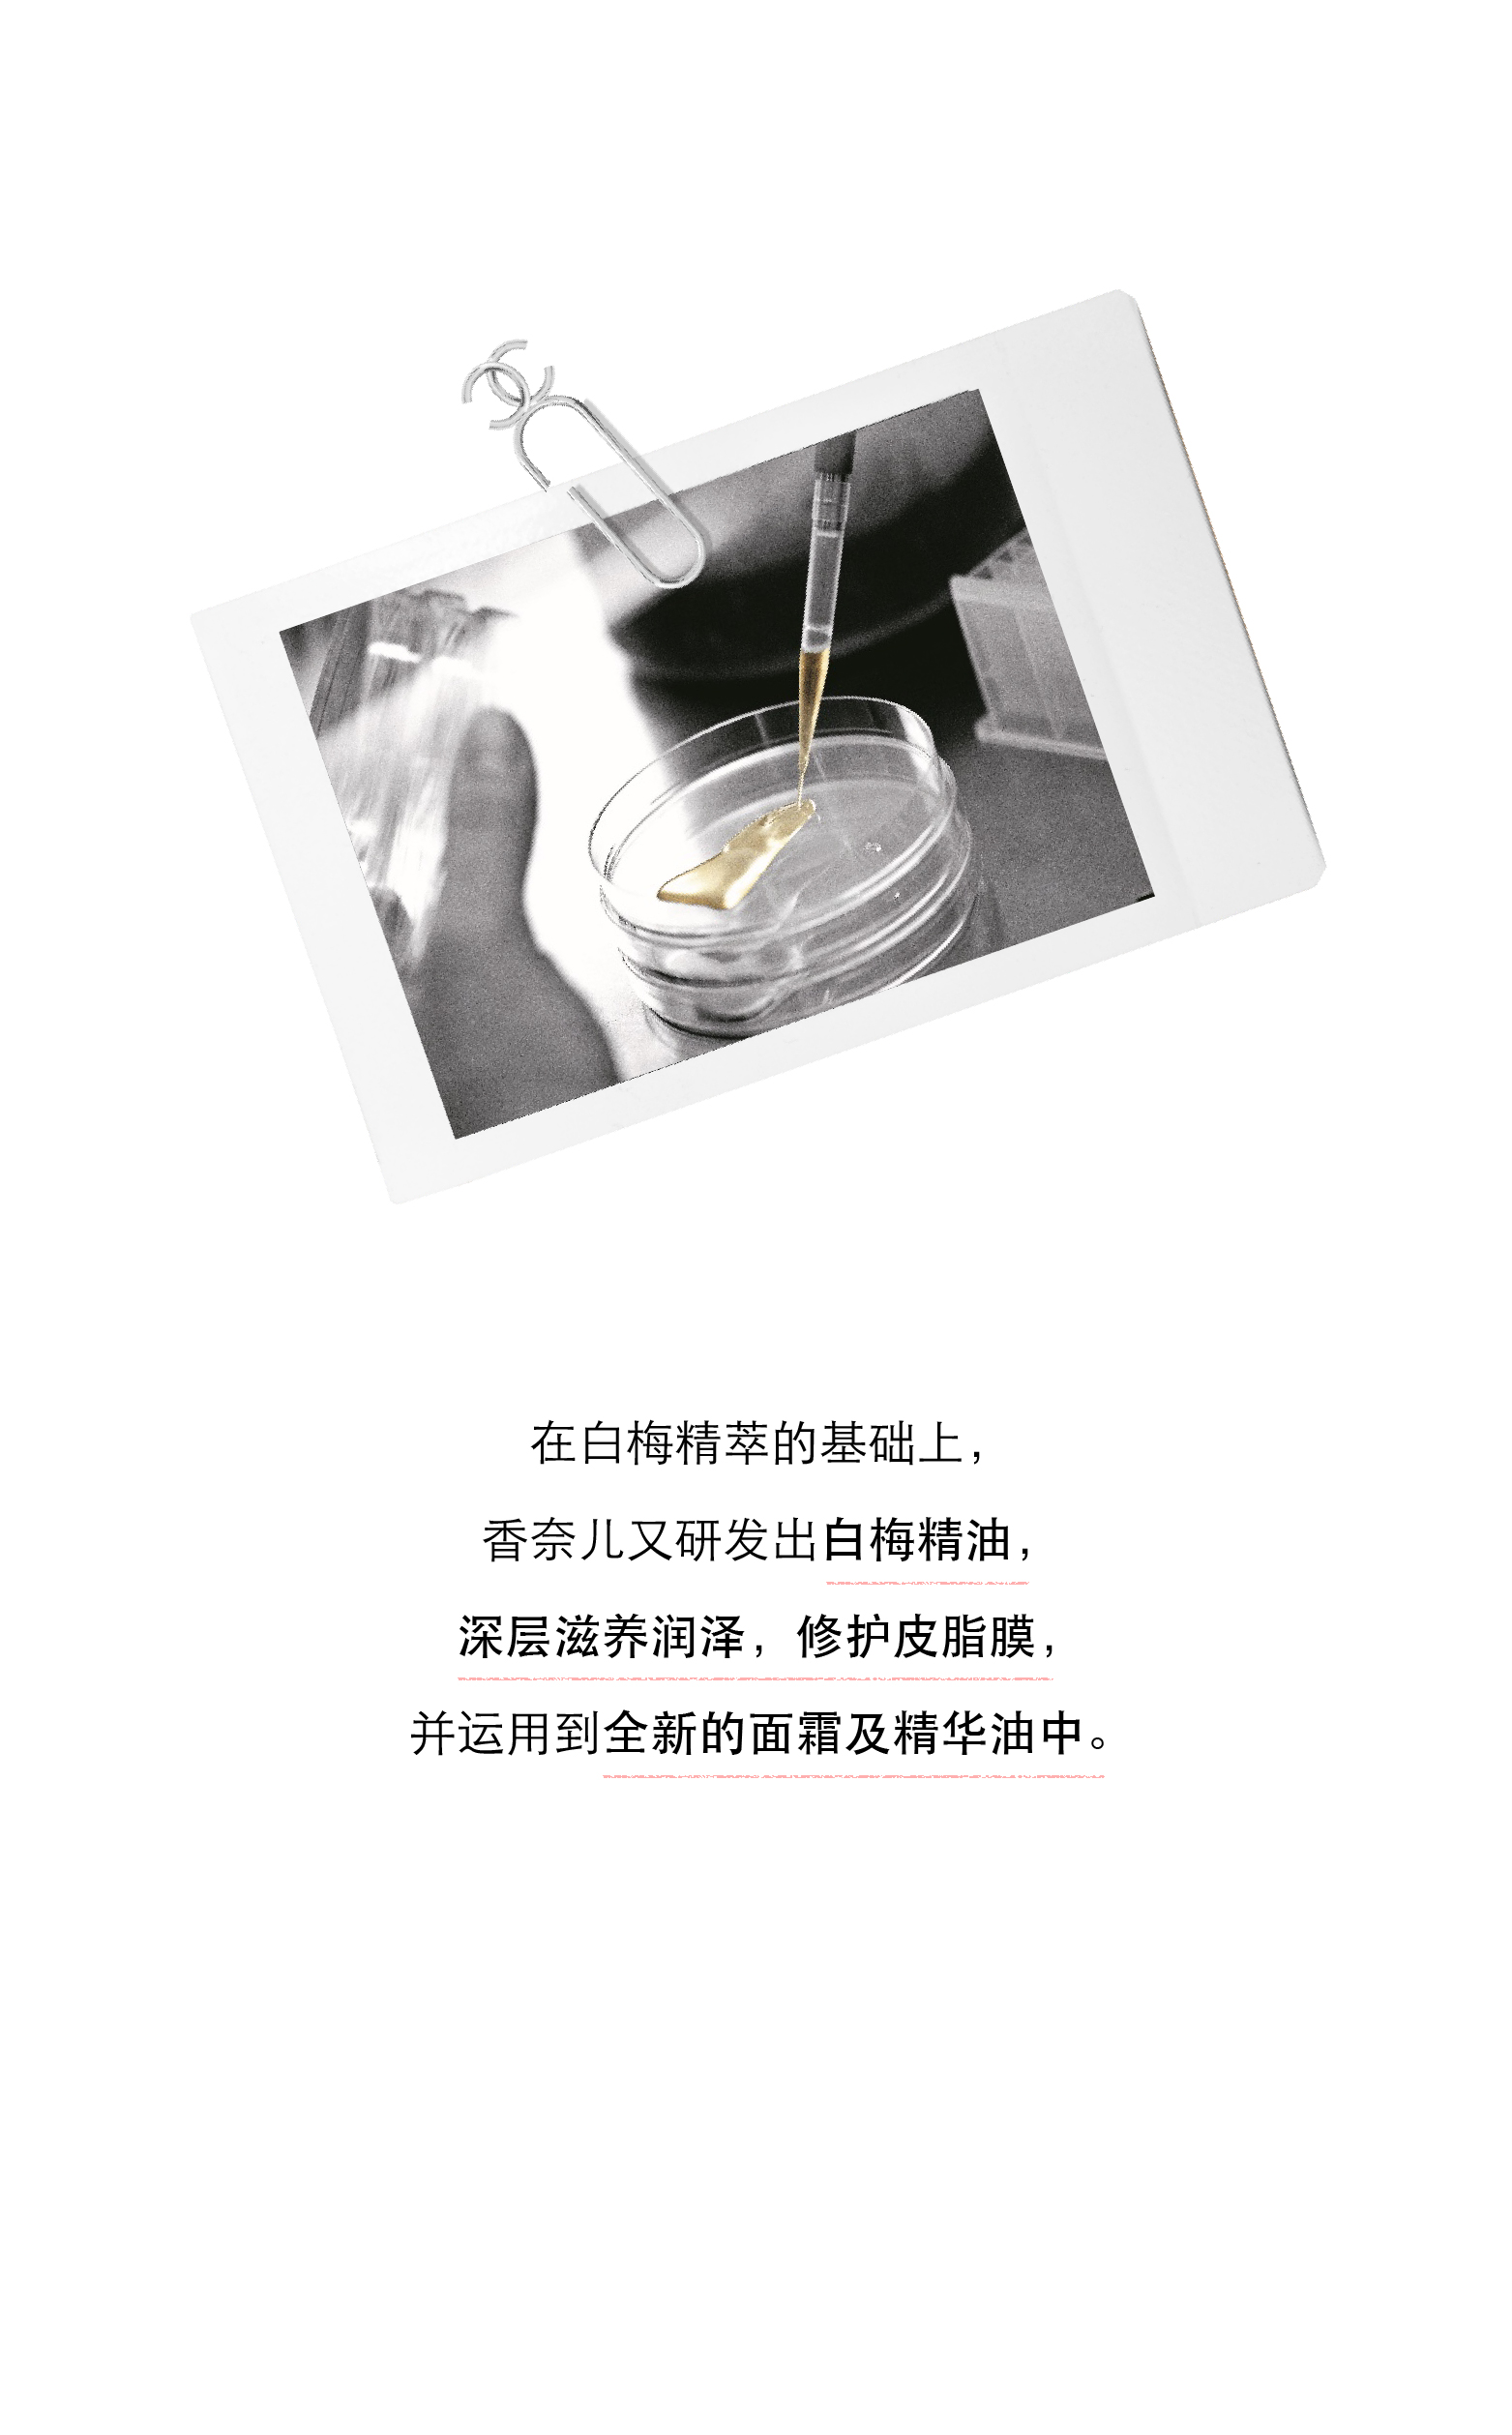 在白梅精萃的基础上，
香奈儿又研发出白梅精油，
深层滋养润泽，修护皮脂膜，
并运用到全新的面霜及精华油中。